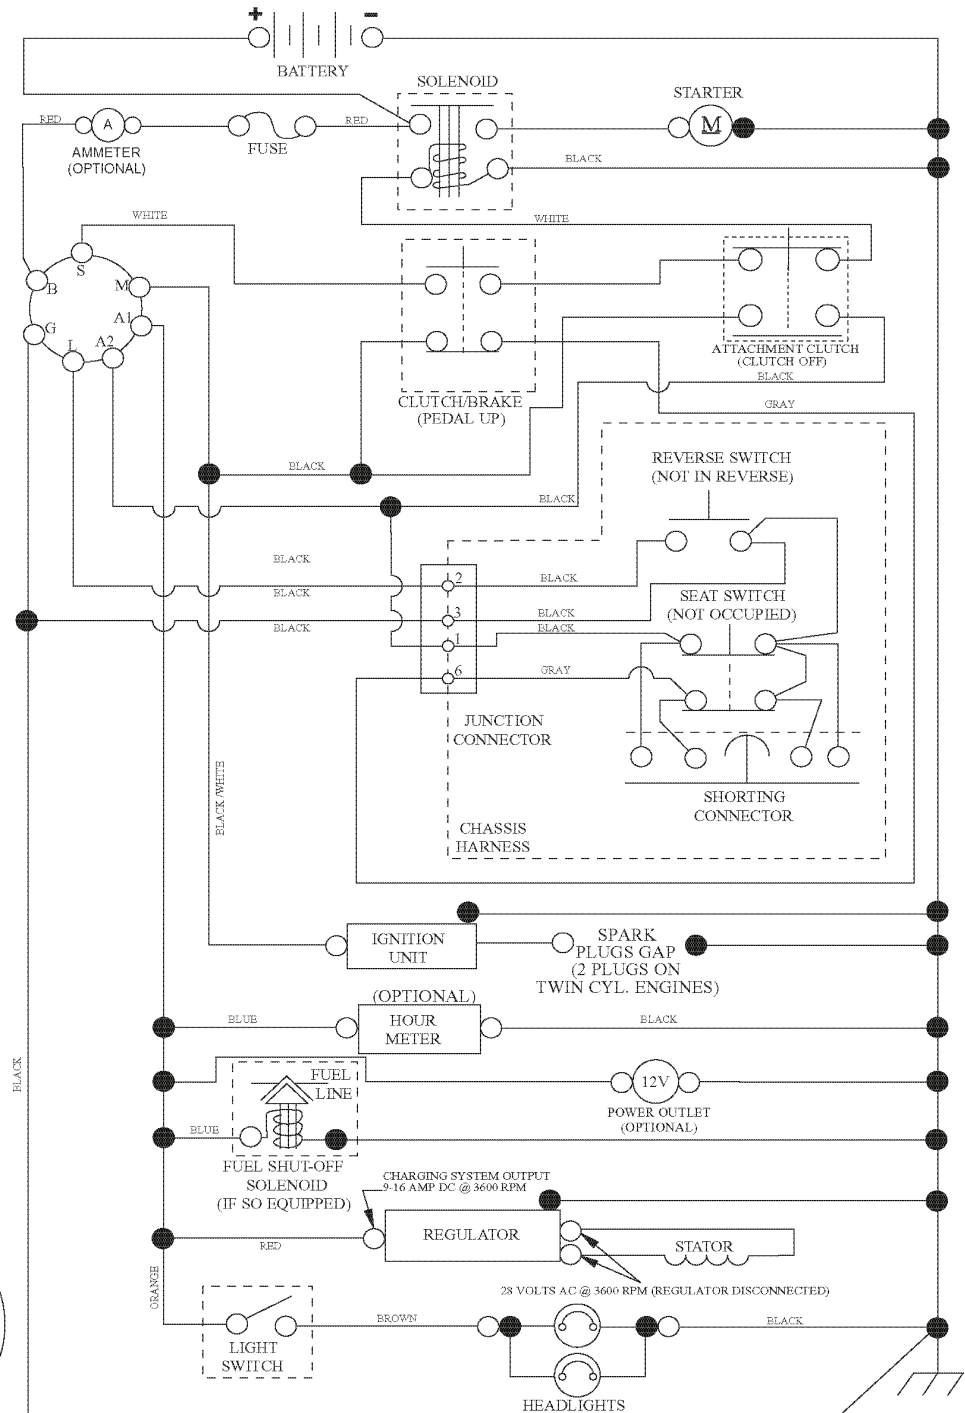 + -
BATTERY
SOLENOID
STARTER
RED
A
RED
M
AMMETER
(OPTIONAL)
FUSE
BLACK
WHITE
WHITE
S
B
M
G
A1
L
A2
ATTACHMENT CLUTCH
(CLUTCH OFF)
BLACK
CLUTCH/BRAKE
(PEDAL UP)
GRAY
BLACK
REVERSE SWITCH
(NOT IN REVERSE)
BLACK
BLACK
2
BLACK
BLACK
SEAT SWITCH
(NOT OCCUPIED)
3
BLACK
BLACK
BLACK
1
6
GRAY
JUNCTION
CONNECTOR
BLACK /WHITE
SHORTING
CONNECTOR
CHASSIS
HARNESS
IGNITION
UNIT
SPARK
PLUGS GAP
(2 PLUGS ON
TWIN CYL. ENGINES)
(OPTIONAL)
BLUE
HOUR
METER
BLACK
BLACK
FUEL
LINE
12V
POWER OUTLET
(OPTIONAL)
BLUE
FUEL SHUT-OFF
SOLENOID
(IF SO EQUIPPED)
CHARGING SYSTEM OUTPUT
9-16 AMP DC @ 3600 RPM
REGULATOR
RED
STATOR
ORANGE
28 VOLTS AC @ 3600 RPM (REGULATOR DISCONNECTED)
BROWN
BLACK
LIGHT
SWITCH
HEADLIGHTS